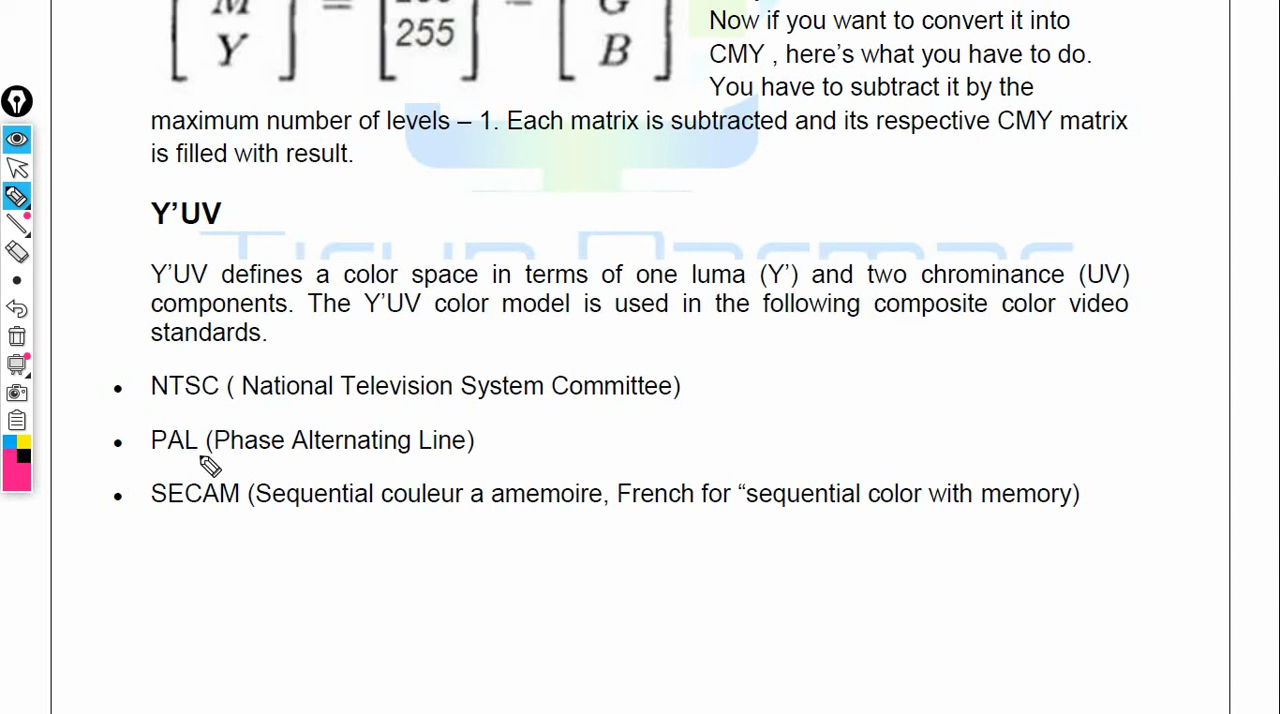 M G
Y 255 B
Now if you want to convert it into
CMY , here’s what you have to do.
You have to subtract it by the
maximum number of levels – 1. Each matrix is subtracted and its respective CMY matrix
is filled with result.
Y’UV
Y’UV defines a color space in terms of one luma (Y’) and two chrominance (UV)
components. The Y’UV color model is used in the following composite color video
standards.
• NTSC ( National Television System Committee)
• PAL (Phase Alternating Line)
• SECAM (Sequential couleur a amemoire, French for “sequential color with memory)